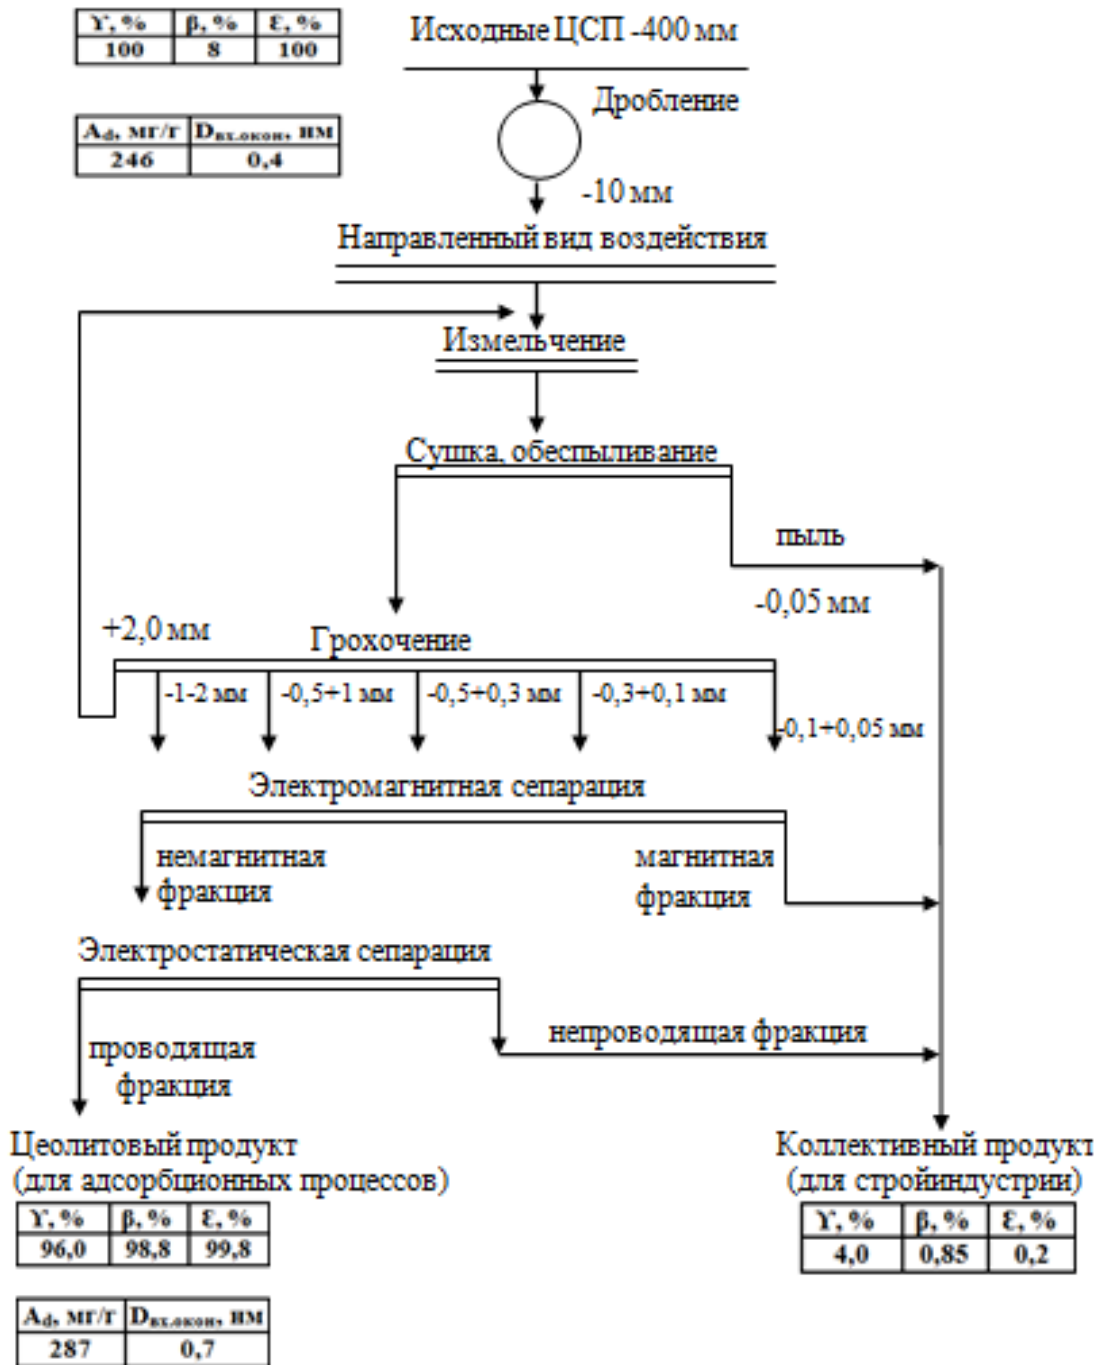 ϒ, % β, % ε, %
100 8 100
Исходные ЦСП -400 мм
Дробление
Ad, мг/г Dвх.окон, нм
246 0,4
-10 мм
Направленный вид воздействия
Измельчение
Сушка, обеспыливание
пыль
-0,05 мм
+2,0 мм
Грохочение
-1-2 мм -0,5+1 мм -0,5+0,3 мм -0,3+0,1 мм
-0,1+0,05 мм
Электромагнитная сепарация
немагнитная
фракция
магнитная
фракция
Электростатическая сепарация
непроводящая фракция
проводящая
фракция
Цеолитовый продукт
(для адсорбционных процессов)
ϒ, % β, % ε, %
96,0 98,8 99,8
Ad, мг/г Dвх.окон, нм
287 0,7
Коллективный продукт
(для стройиндустрии)
ϒ, % β, % ε, %
4,0 0,85 0,2